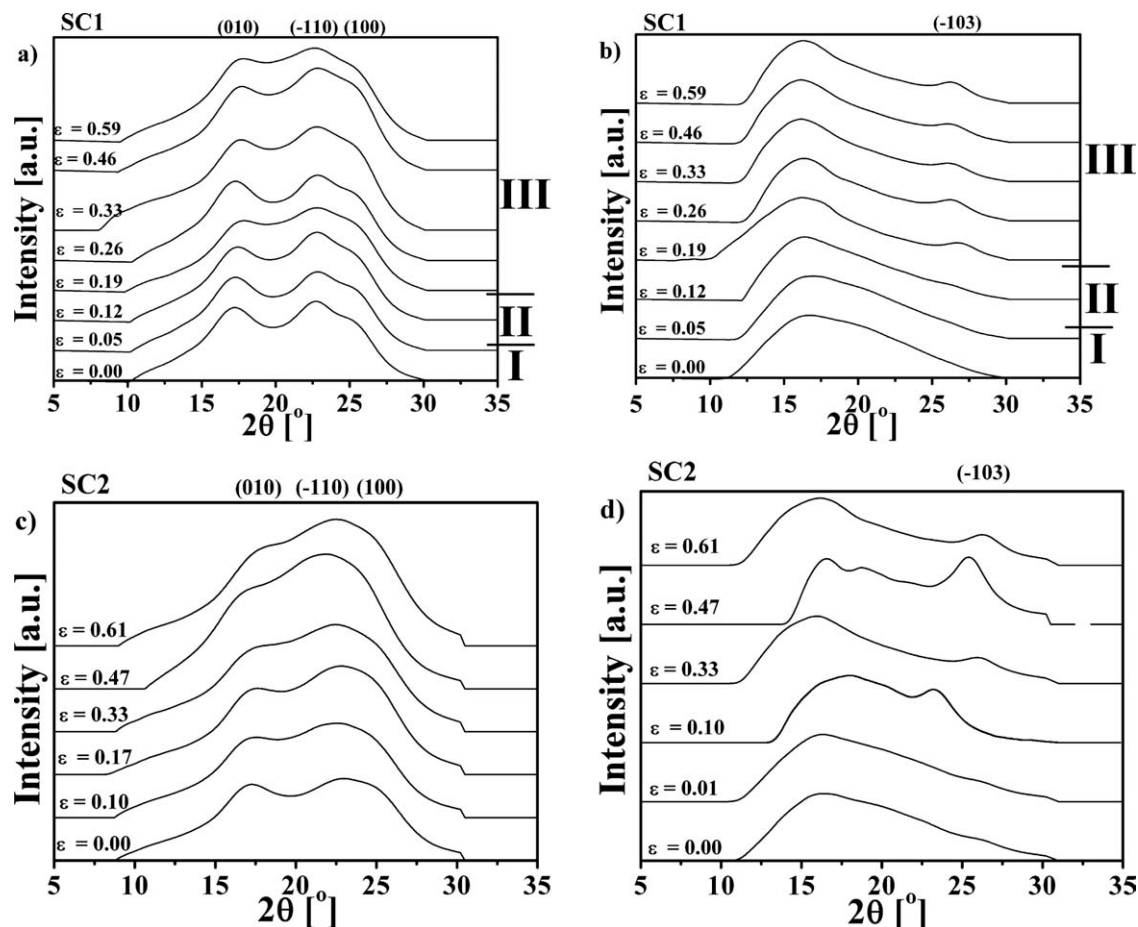 SC1 (010) (-110) (100)
a)
ε = 0.59
ε = 0.46
ε = 0.33
ε = 0.26
ε = 0.19
ε = 0.12
ε = 0.05
ε = 0.00
III
II
I
Intensity [a.u.]
5 10 15 20 25 30 35
2θ [°]
SC1 (-103)
b)
ε = 0.59
ε = 0.46
ε = 0.33
ε = 0.26
ε = 0.19
ε = 0.12
ε = 0.05
ε = 0.00
III
II
I
Intensity [a.u.]
5 10 15 20 25 30 35
2θ [°]
SC2 (010) (-110) (100)
c)
ε = 0.61
ε = 0.47
ε = 0.33
ε = 0.17
ε = 0.10
ε = 0.00
Intensity [a.u.]
5 10 15 20 25 30 35
2θ [°]
SC2 (-103)
d)
ε = 0.61
ε = 0.47
ε = 0.33
ε = 0.10
ε = 0.01
ε = 0.00
Intensity [a.u.]
5 10 15 20 25 30 35
2θ [°]